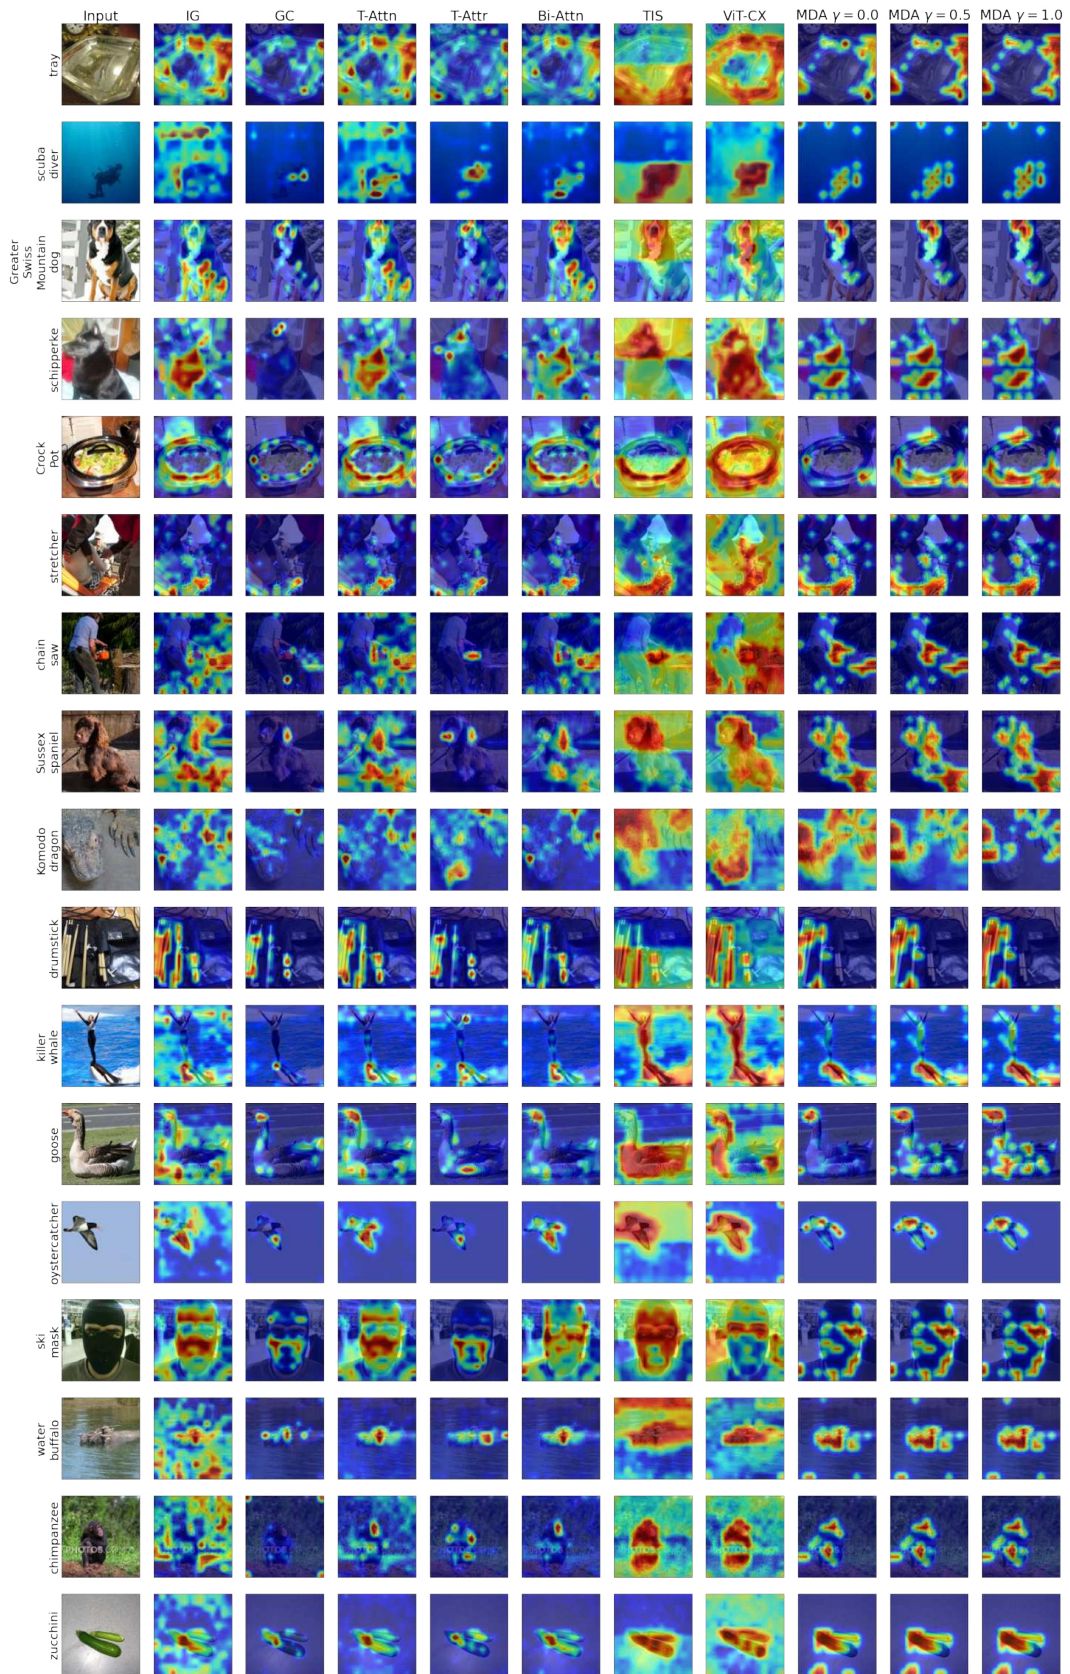 Input IG GC T-Attn T-Attr Bi-Attn TIS ViT-CX MDA γ = 0.0 MDA γ = 0.5 MDA γ = 1.0
tray
scuba
diver
Greater
Swiss
Mountain
dog
schipperke
Crock
Pot
stretcher
chain
saw
Sussex
spaniel
Komodo
dragon
drumstick
killer
whale
goose
oystercatcher
ski
mask
water
buffalo
chimpanzee
zucchini